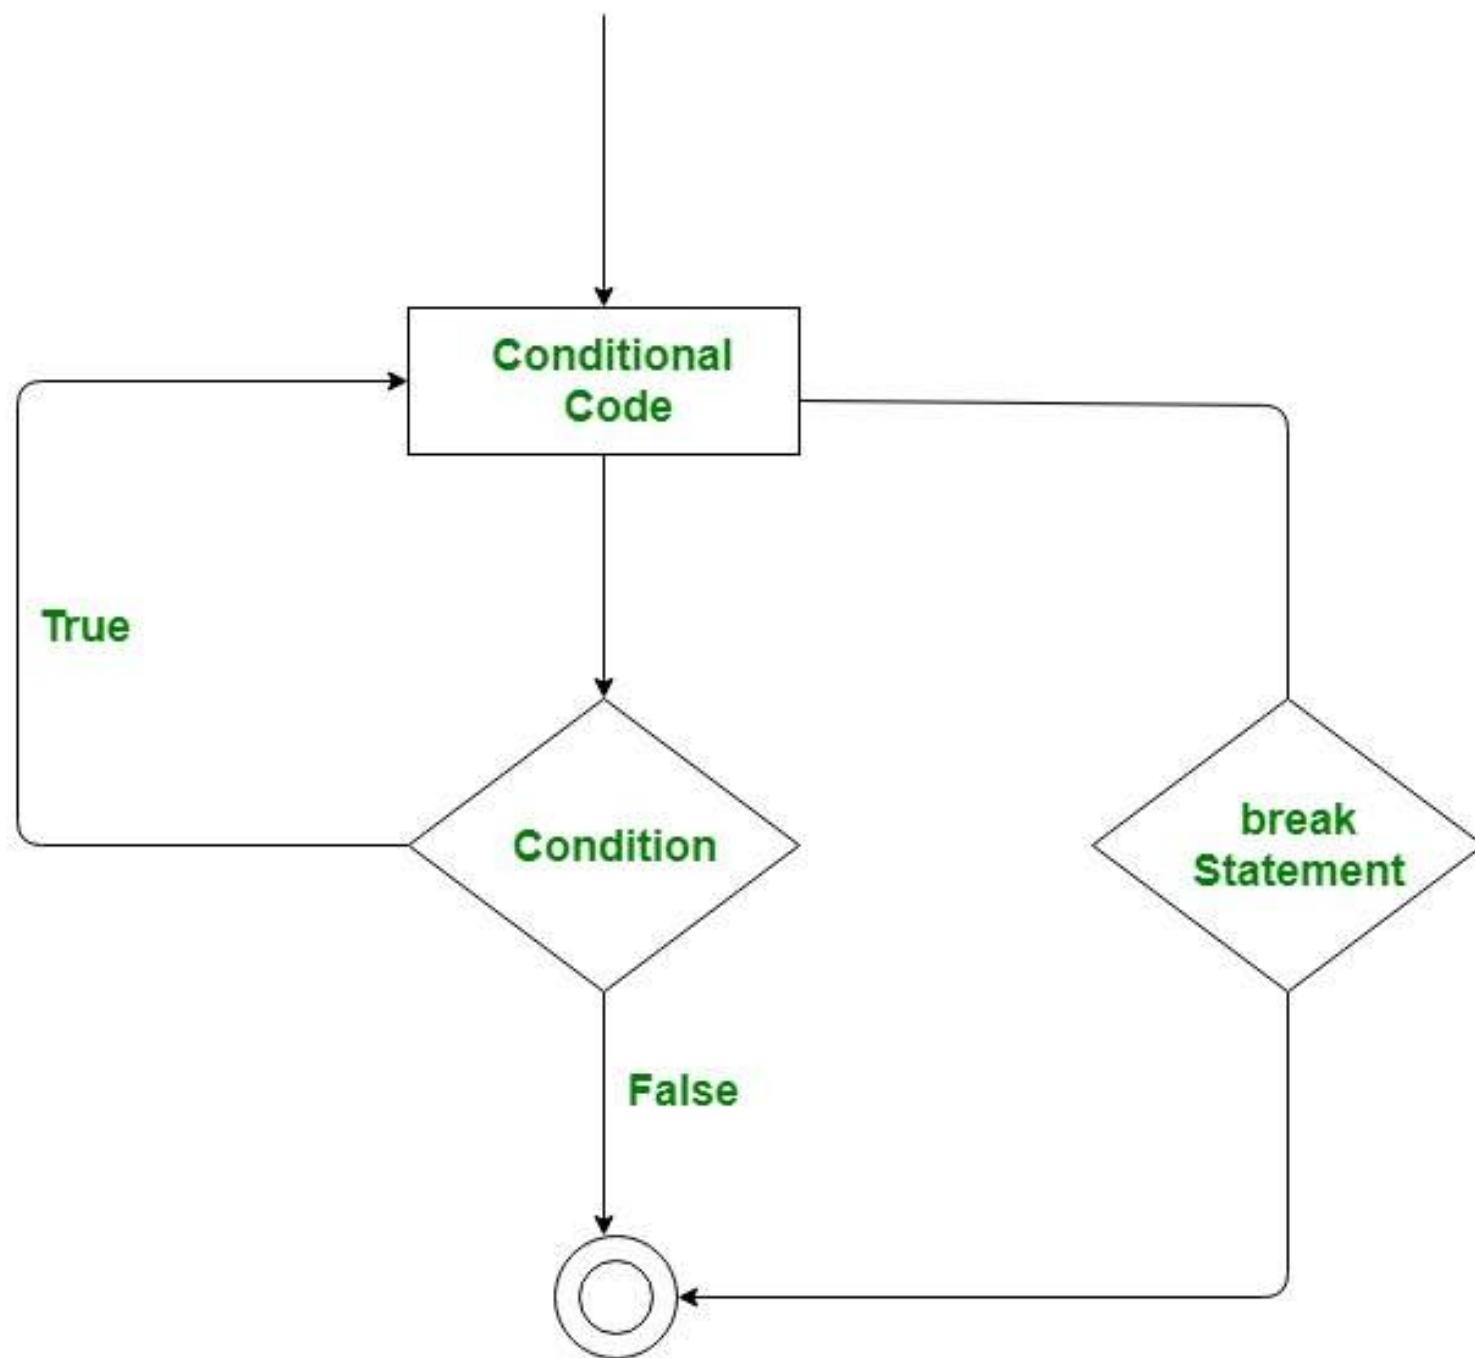 Conditional
Code
True
Condition
break
Statement
False